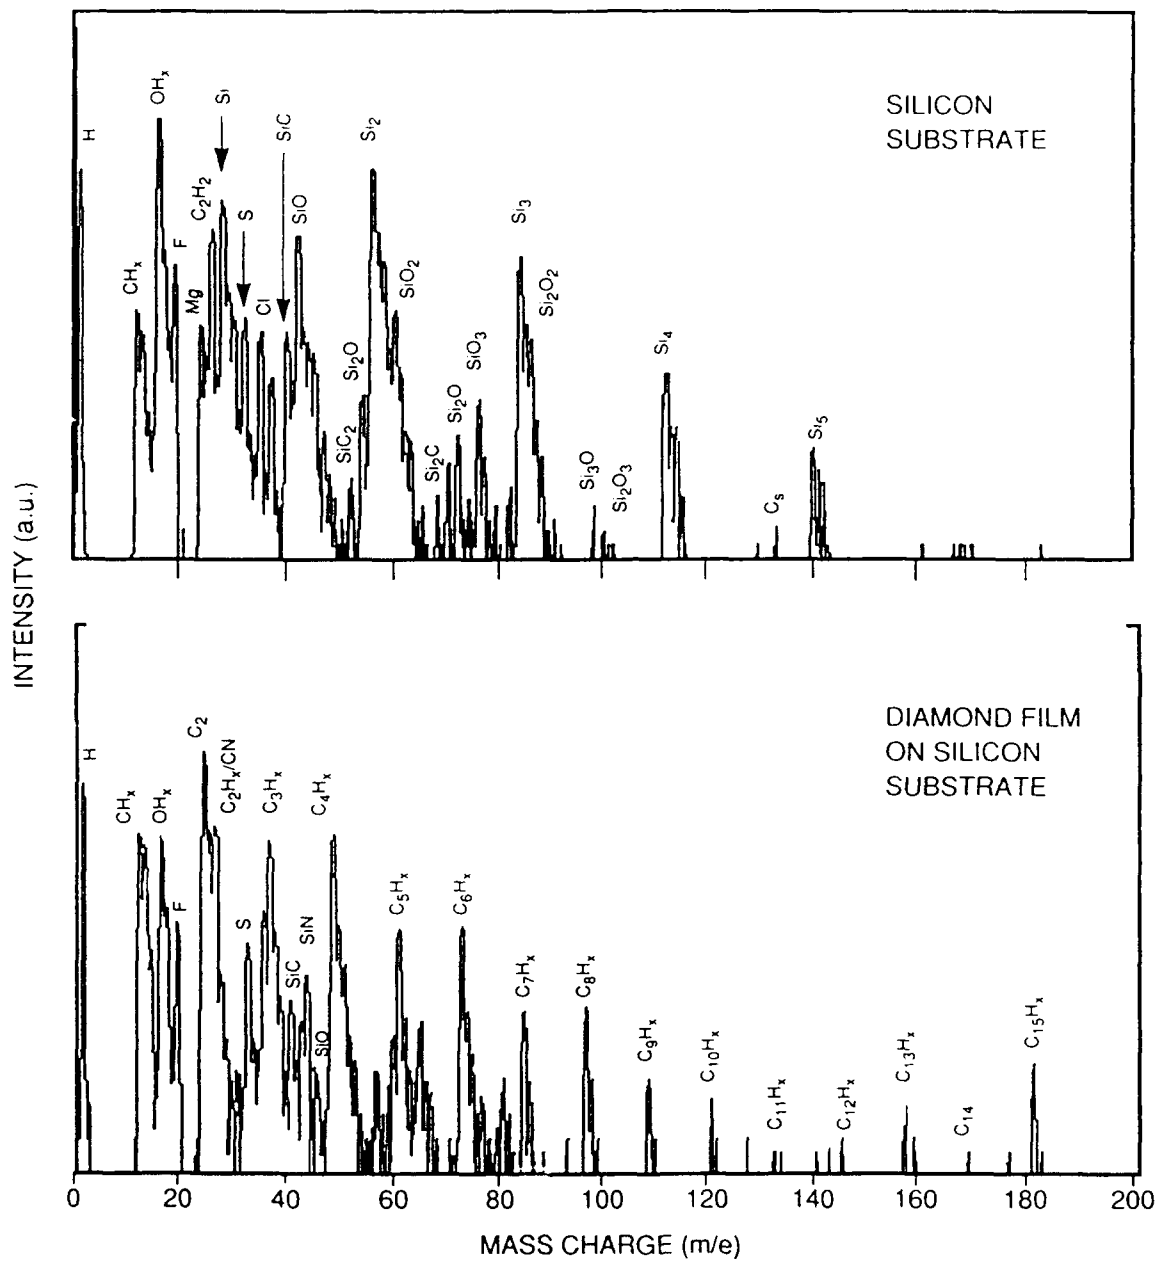 SILICON
SUBSTRATE
H
CHₓ
OHₓ
F
Mg
C₂H₂
Si
S
Cl
SiC
SiO
SiC₂
Si₂O
Si₂
SiO₂
Si₂C
Si₂O
SiO₃
Si₃
Si₂O₂
Si₃O
Si₂O₃
Si₄
Cₛ
Si₅
INTENSITY (a.u.)
DIAMOND FILM
ON SILICON
SUBSTRATE
H
CHₓ
OHₓ
F
C₂
C₂Hₓ/CN
S
C₃Hₓ
SiC
SiN
SiO
C₄Hₓ
C₅Hₓ
C₆Hₓ
C₇Hₓ
C₈Hₓ
C₉Hₓ
C₁₀Hₓ
C₁₁Hₓ
C₁₂Hₓ
C₁₃Hₓ
C₁₄
C₁₅Hₓ
0 20 40 60 80 100 120 140 160 180 200
MASS CHARGE (m/e)